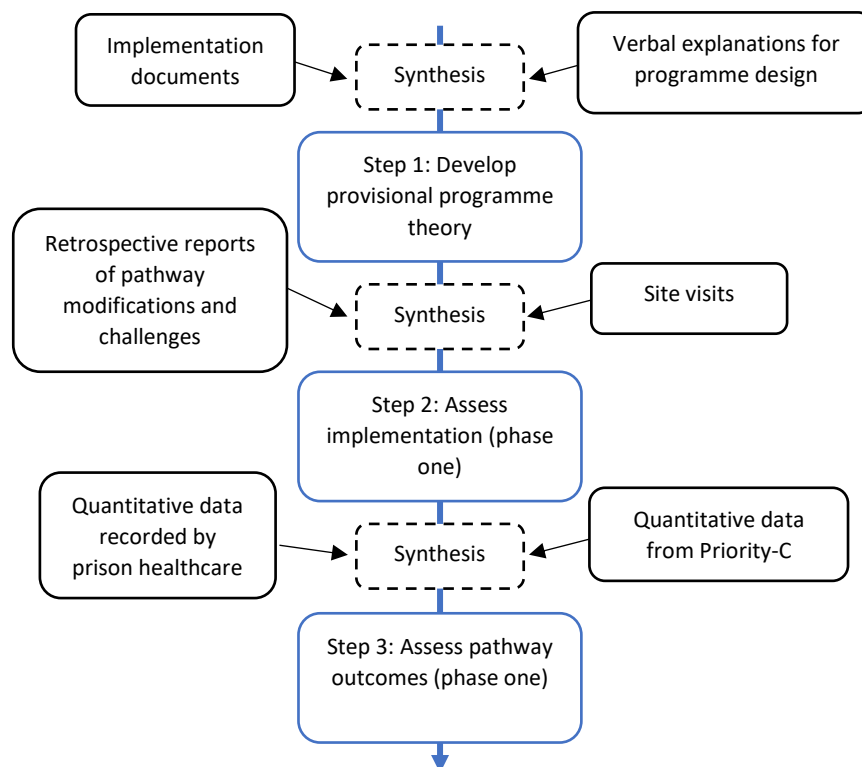 Implementation
documents
Synthesis
Verbal explanations for
programme design
Step 1: Develop
provisional programme
theory
Retrospective reports
of pathway
modifications and
challenges
Synthesis
Site visits
Step 2: Assess
implementation (phase
one)
Quantitative data
recorded by
prison healthcare
Synthesis
Quantitative data
from Priority-C
Step 3: Assess pathway
outcomes (phase one)